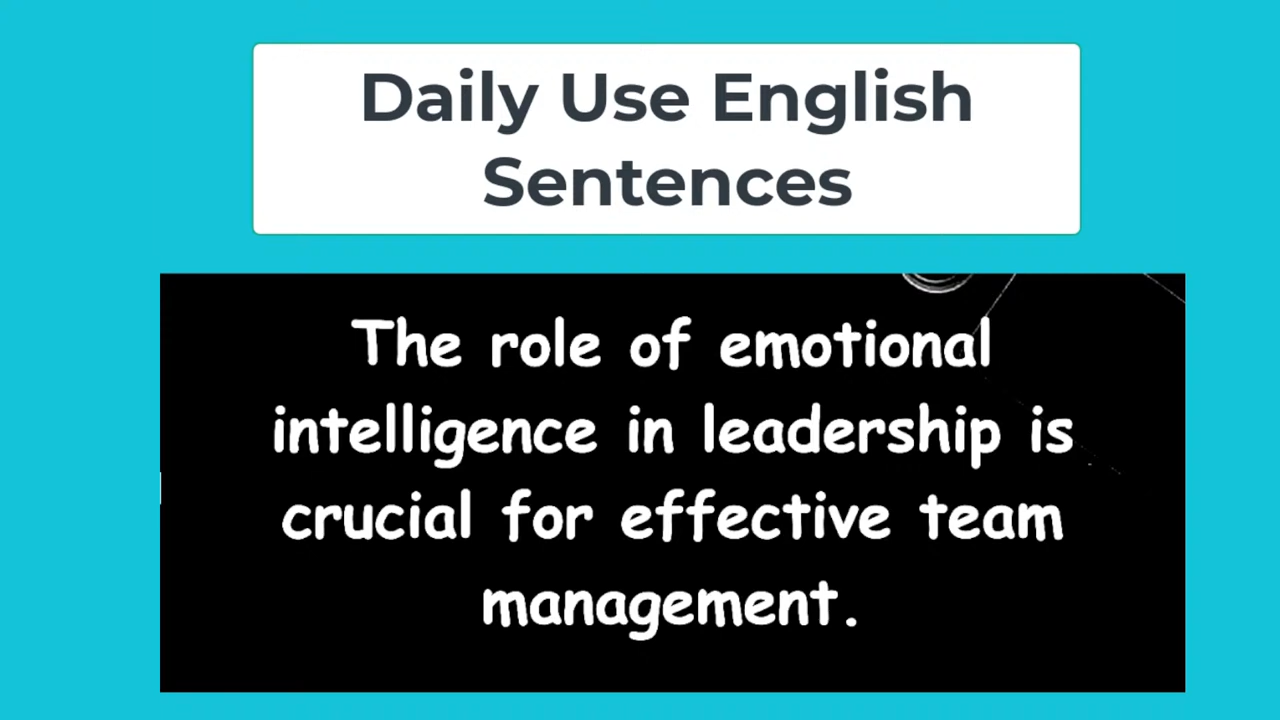 Daily Use English
Sentences
The role of emotional
intelligence in leadership is
crucial for effective team
management.